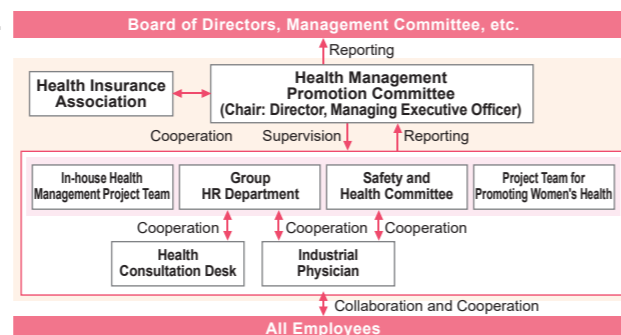 Board of Directors, Management Committee, etc.
Reporting
Health Insurance
Association
Health Management
Promotion Committee
(Chair: Director, Managing Executive Officer)
Cooperation
Supervision
Reporting
In-house Health
Management Project Team
Group
HR Department
Safety and
Health Committee
Project Team for
Promoting Women's Health
Cooperation
Cooperation
Cooperation
Health
Consultation Desk
Industrial
Physician
Collaboration and Cooperation
All Employees